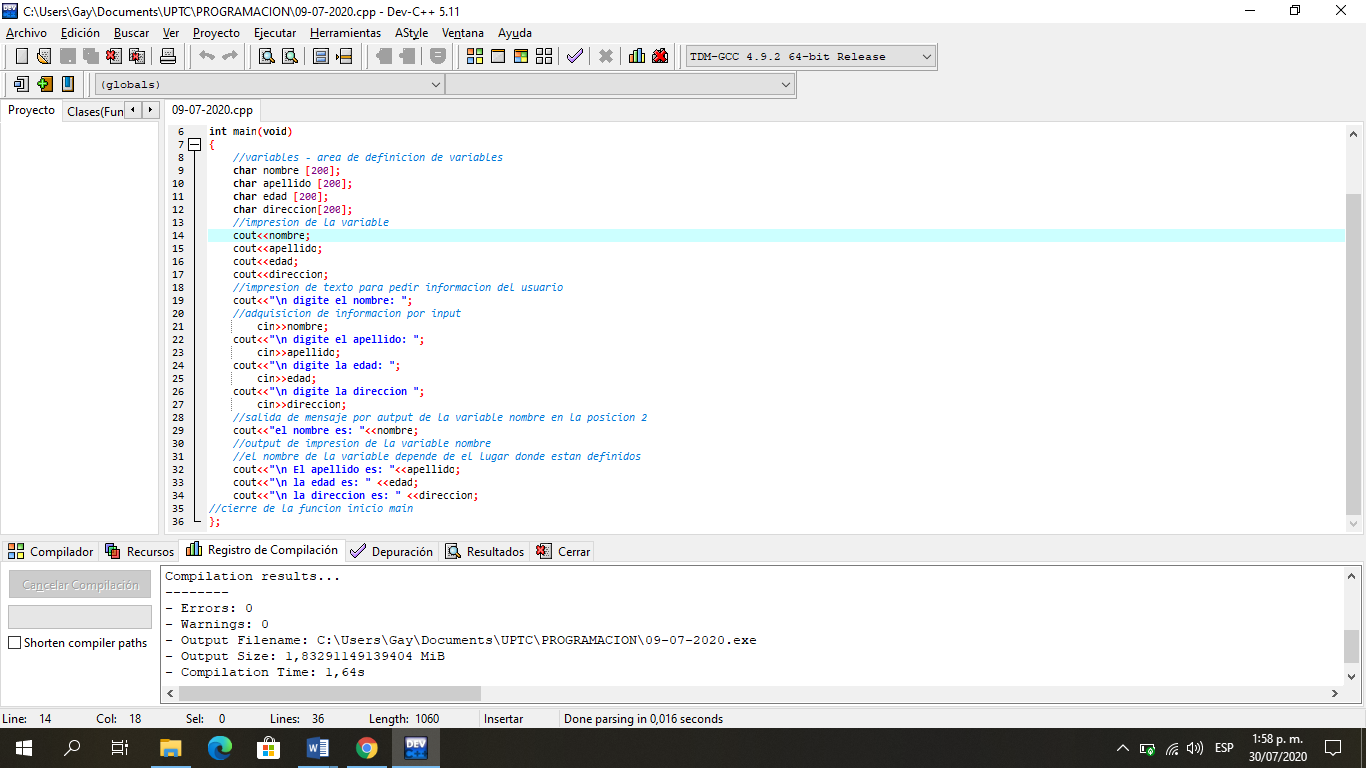 C:\Users\Gay\Documents\UPTC\PROGRAMACION\09-07-2020.cpp - Dev-C++ 5.11
Archivo Edición Buscar Ver Proyecto Ejecutar Herramientas AStyle Ventana Ayuda
TDM-GCC 4.9.2 64-bit Release
(globals)
Proyecto Clases(Fun 09-07-2020.cpp
6 int main(void)
7 {
8 //variables - area de definicion de variables
9 char nombre [200];
10 char apellido [200];
11 char edad [200];
12 char direccion[200];
13 //impresion de la variable
14 cout<<nombre;
15 cout<<apellido;
16 cout<<edad;
17 cout<<direccion;
18 //impresion de texto para pedir informacion del usuario
19 cout<<"\n digite el nombre: ";
20 //adquisicion de informacion por input
21 cin>>nombre;
22 cout<<"\n digite el apellido: ";
23 cin>>apellido;
24 cout<<"\n digite la edad: ";
25 cin>>edad;
26 cout<<"\n digite la direccion ";
27 cin>>direccion;
28 //salida de mensaje por autput de la variable nombre en la posicion 2
29 cout<<"el nombre es: "<<nombre;
30 //output de impresion de la variable nombre
31 //el nombre de la variable depende de el lugar donde estan definidos
32 cout<<"\n El apellido es: "<<apellido;
33 cout<<"\n la edad es: " <<edad;
34 cout<<"\n la direccion es: " <<direccion;
35 //cierre de la funcion inicio main
36 };
Compilador Recursos Registro de Compilación Depuración Resultados Cerrar
Cancelar Compilación
Shorten compiler paths
Compilation results...
--------
- Errors: 0
- Warnings: 0
- Output Filename: C:\Users\Gay\Documents\UPTC\PROGRAMACION\09-07-2020.exe
- Output Size: 1,83291149139404 MiB
- Compilation Time: 1,64s
Line: 14 Col: 18 Sel: 0 Lines: 36 Length: 1060 Insertar Done parsing in 0,016 seconds
DEV
ESP
1:58 p. m.
30/07/2020